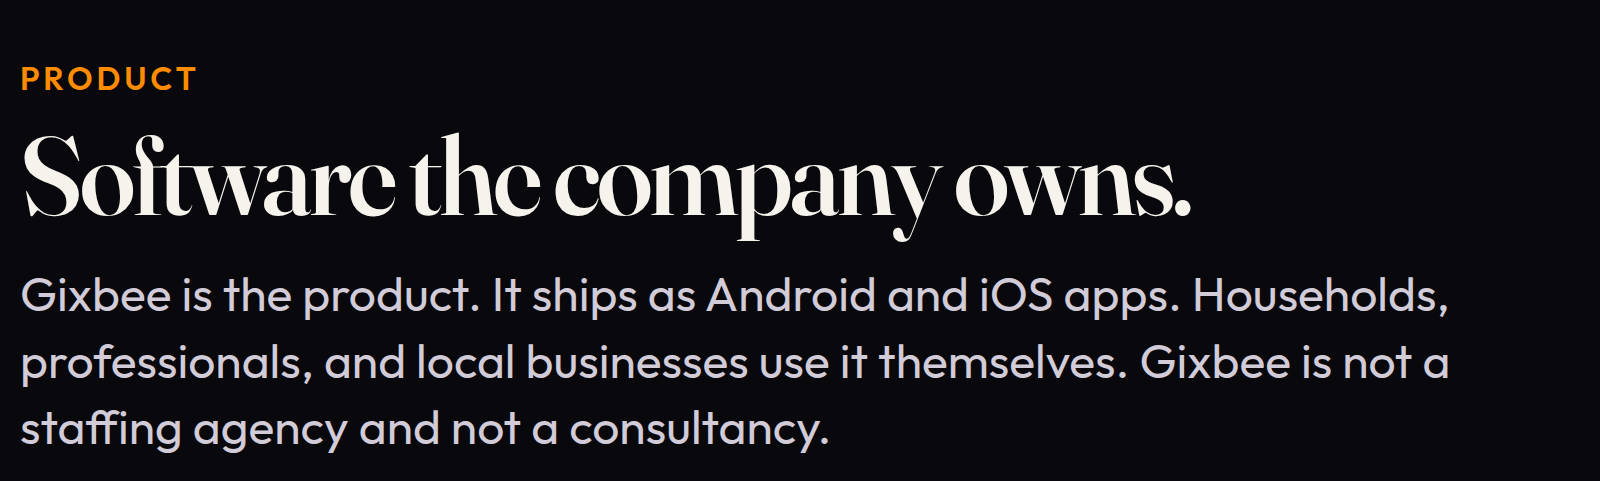 PRODUCT
Software the company owns.
Gixbee is the product. It ships as Android and iOS apps. Households,
professionals, and local businesses use it themselves. Gixbee is not a
staffing agency and not a consultancy.